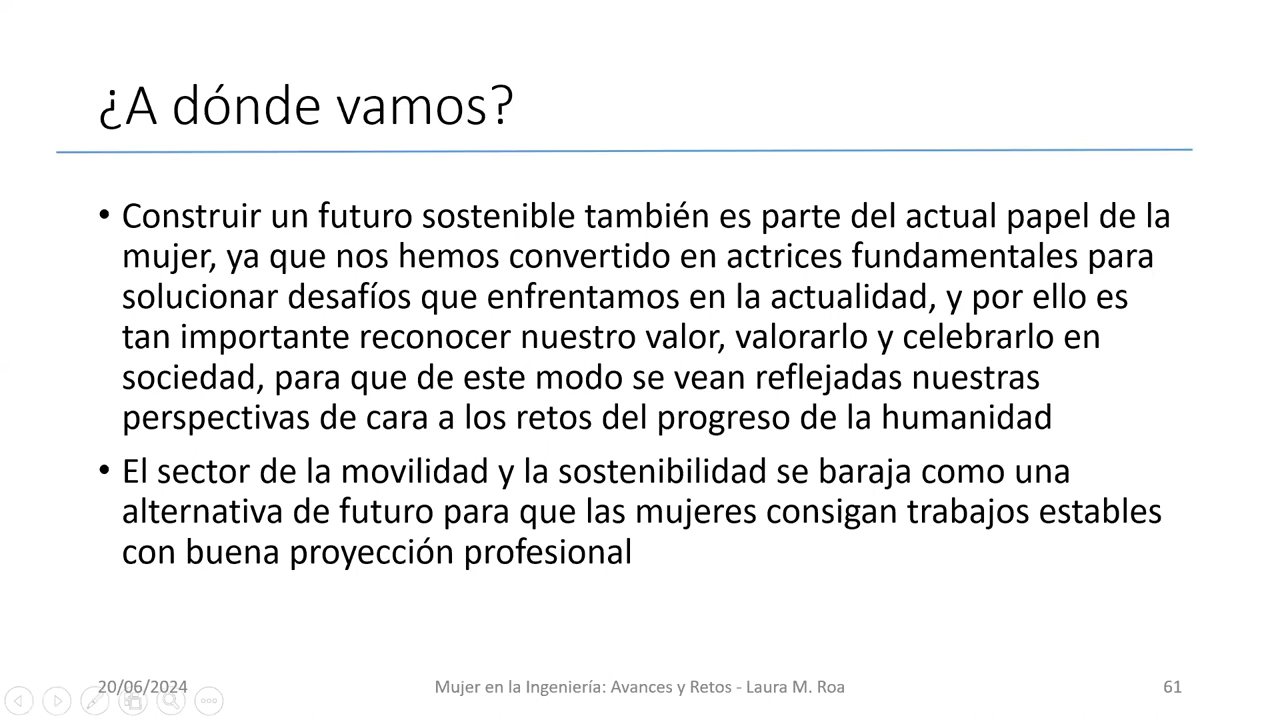 ¿A dónde vamos?
• Construir un futuro sostenible también es parte del actual papel de la
mujer, ya que nos hemos convertido en actrices fundamentales para
solucionar desafíos que enfrentamos en la actualidad, y por ello es
tan importante reconocer nuestro valor, valorarlo y celebrarlo en
sociedad, para que de este modo se vean reflejadas nuestras
perspectivas de cara a los retos del progreso de la humanidad
• El sector de la movilidad y la sostenibilidad se baraja como una
alternativa de futuro para que las mujeres consigan trabajos estables
con buena proyección profesional
20/06/2024
Mujer en la Ingeniería: Avances y Retos - Laura M. Roa
61